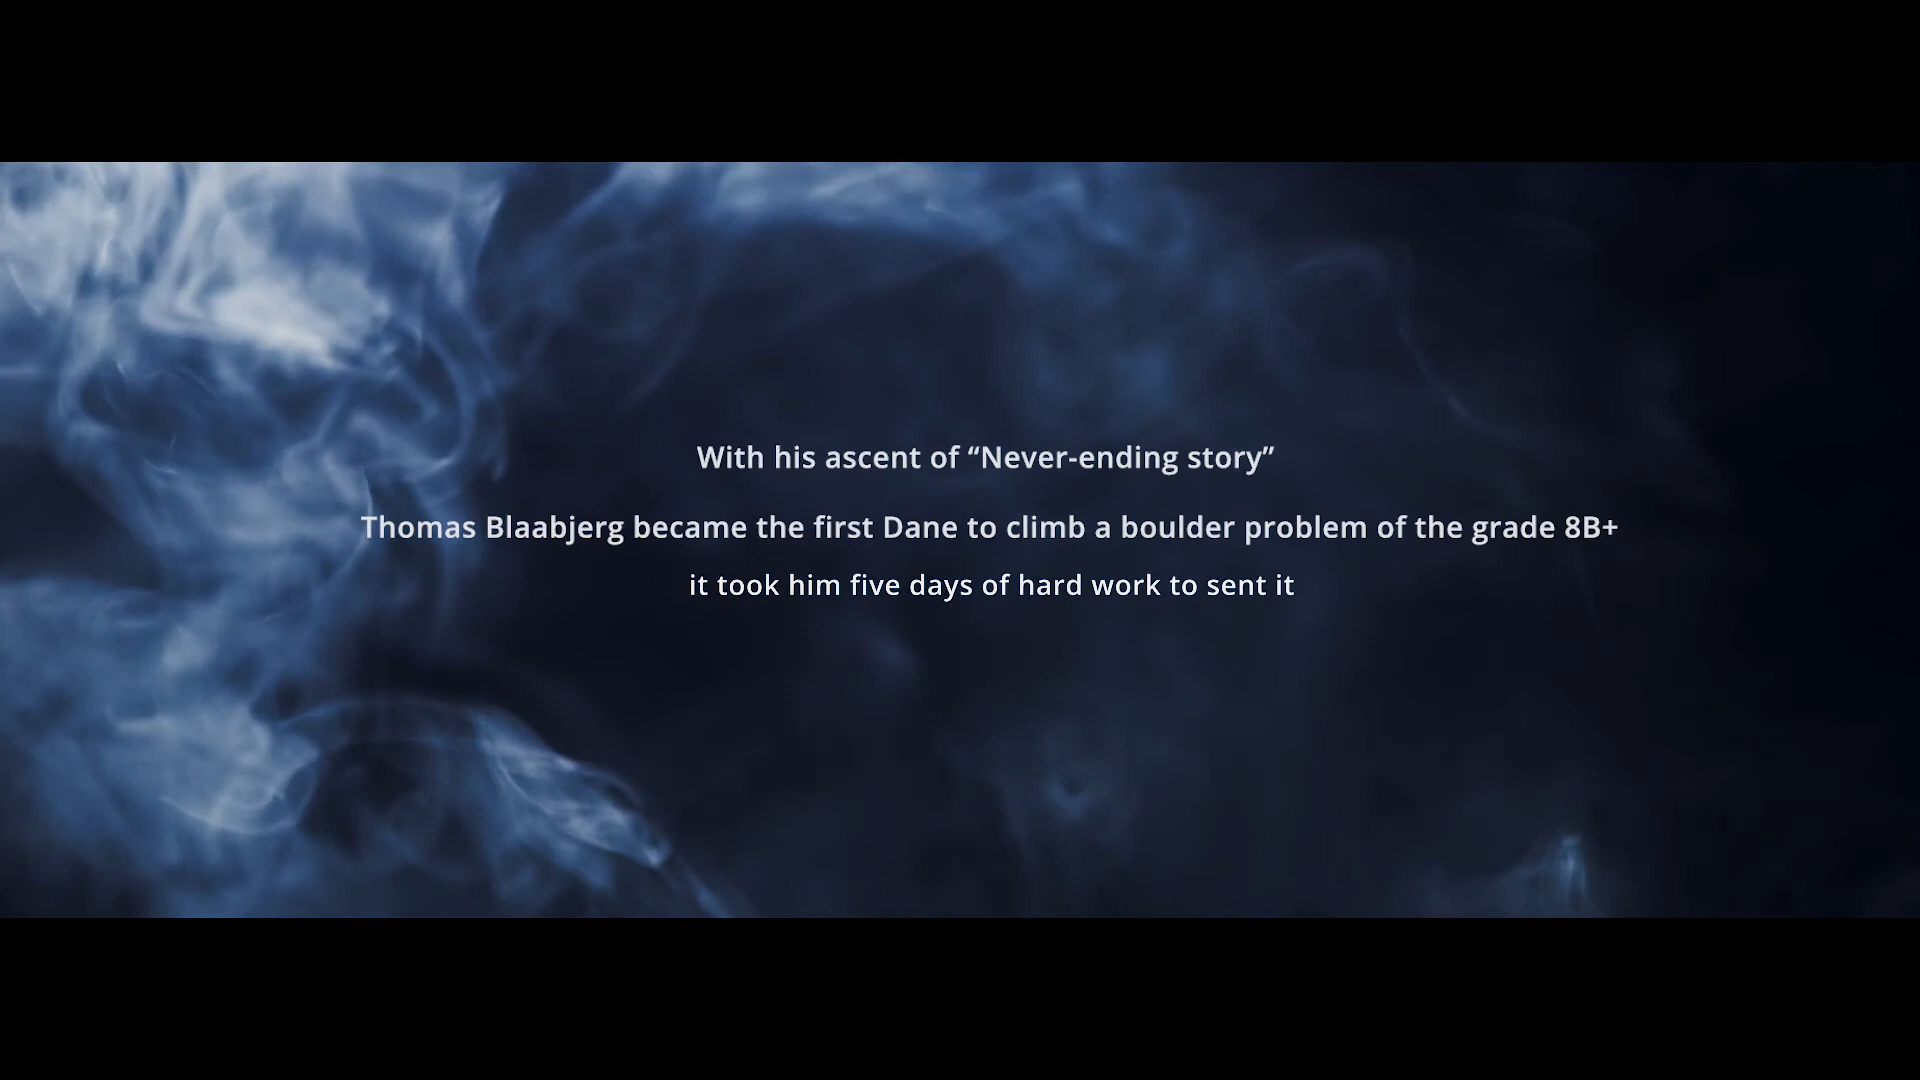 With his ascent of “Never-ending story”
Thomas Blaabjerg became the first Dane to climb a boulder problem of the grade 8B+
it took him five days of hard work to sent it